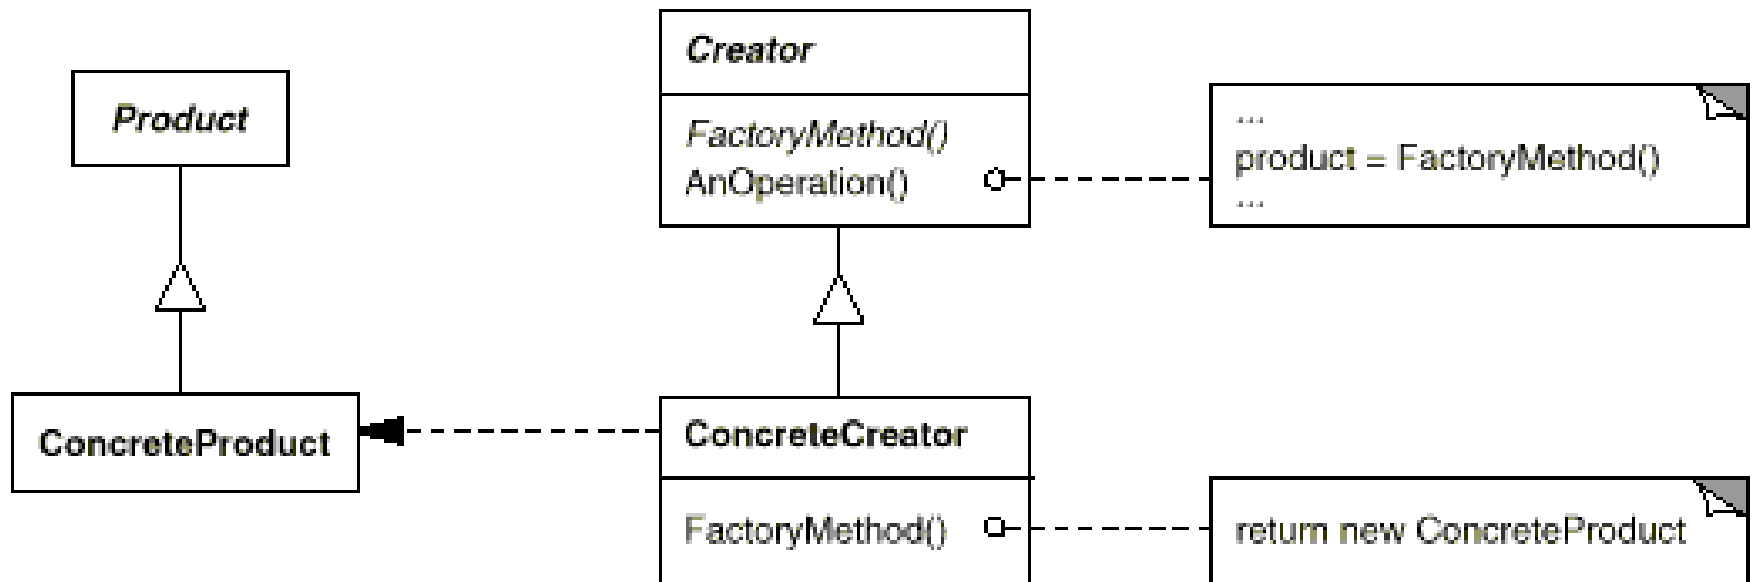 Product
Creator
FactoryMethod()
AnOperation()
...
product = FactoryMethod()
...
ConcreteProduct
ConcreteCreator
FactoryMethod()
return new ConcreteProduct